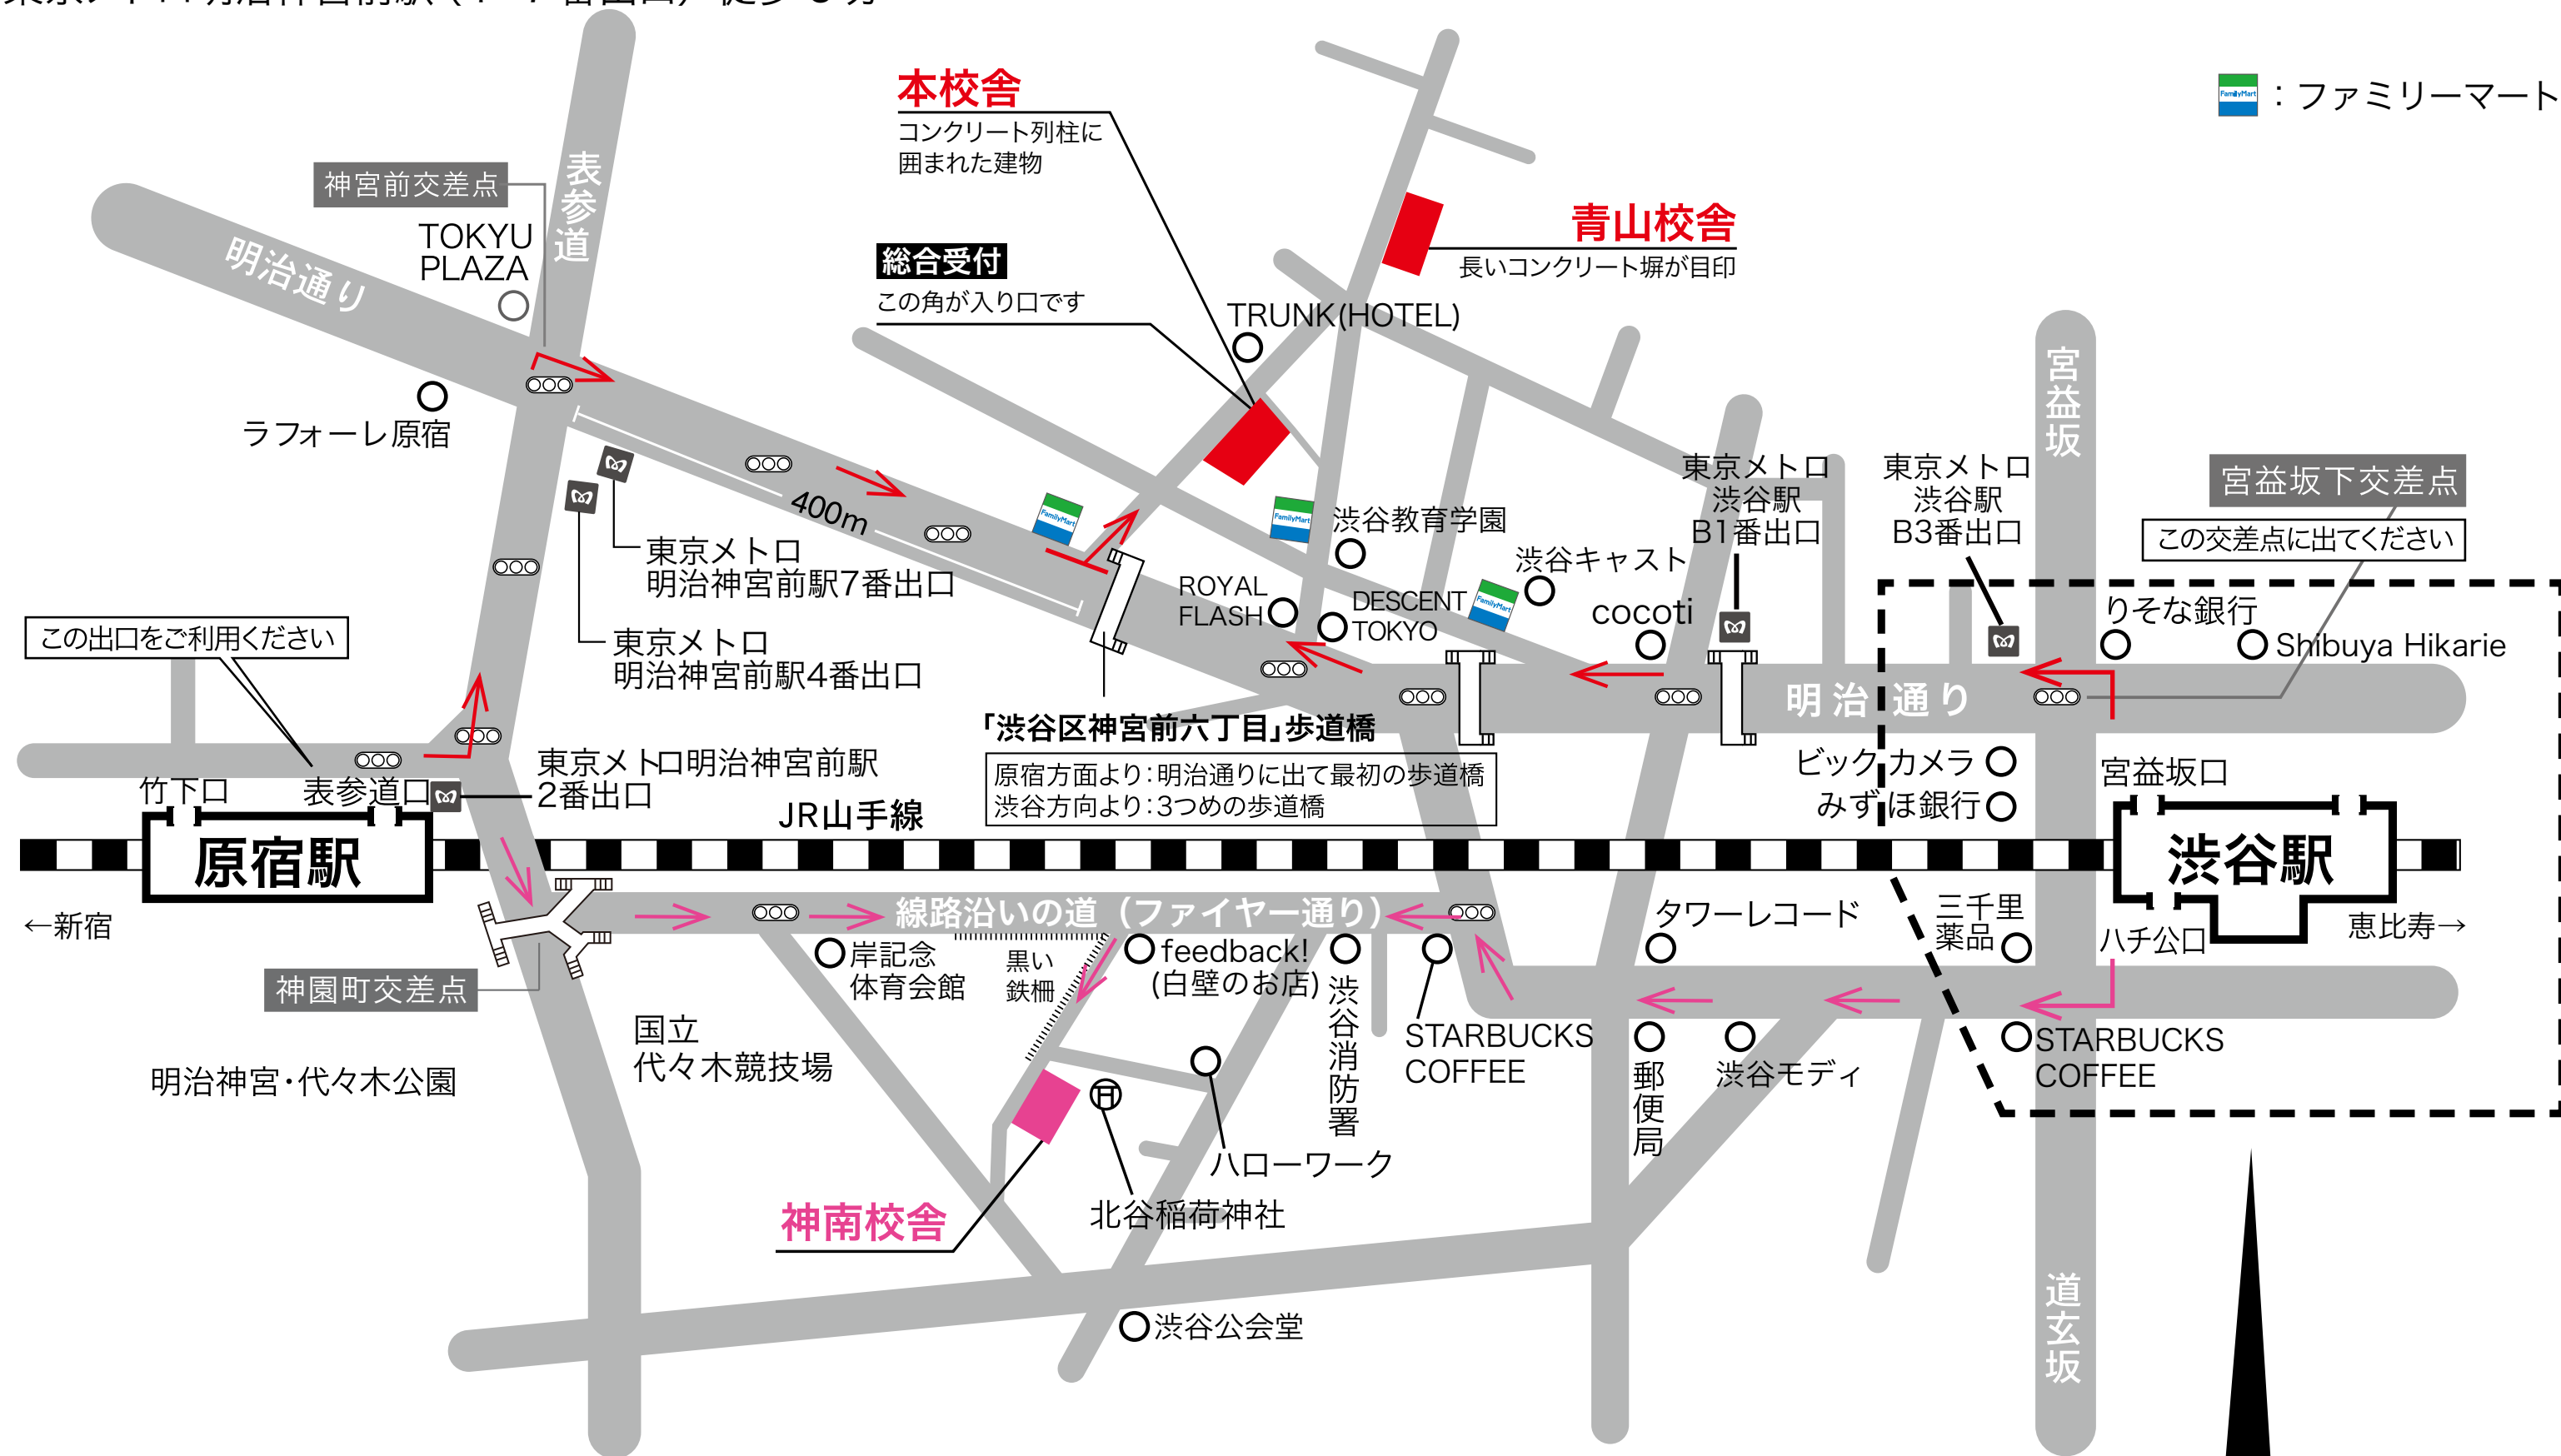 本校舎
コンクリート列柱に
囲まれた建物
FamilyMart
：ファミリーマート
神宮前交差点
表参道
TOKYU
PLAZA
明治通り
青山校舎
長いコンクリート塀が目印
総合受付
この角が入り口です
TRUNK(HOTEL)
ラフォーレ原宿
宮益坂
400m
東京メトロ
明治神宮前駅7番出口
東京メトロ
明治神宮前駅4番出口
FamilyMart
FamilyMart
渋谷教育学園
東京メトロ
渋谷駅
B1番出口
東京メトロ
渋谷駅
B3番出口
宮益坂下交差点
この交差点に出てください
渋谷キャスト
ROYAL
FLASH
DESCENT
TOKYO
FamilyMart
cocoti
りそな銀行
Shibuya Hikarie
この出口をご利用ください
明治通り
「渋谷区神宮前六丁目」歩道橋
原宿方面より：明治通りに出て最初の歩道橋
渋谷方向より：3つめの歩道橋
東京メトロ明治神宮前駅
2番出口
竹下口
表参道口
ビックカメラ
みずほ銀行
宮益坂口
JR山手線
原宿駅
渋谷駅
←新宿
恵比寿→
線路沿いの道（ファイヤー通り）
タワーレコード
三千里
薬品
ハチ公口
岸記念
体育会館
黒い
鉄柵
feedback!
(白壁のお店)
渋谷消防署
STARBUCKS
COFFEE
郵便局
渋谷モディ
STARBUCKS
COFFEE
神園町交差点
国立
代々木競技場
明治神宮・代々木公園
ハローワーク
北谷稲荷神社
神南校舎
渋谷公会堂
道玄坂